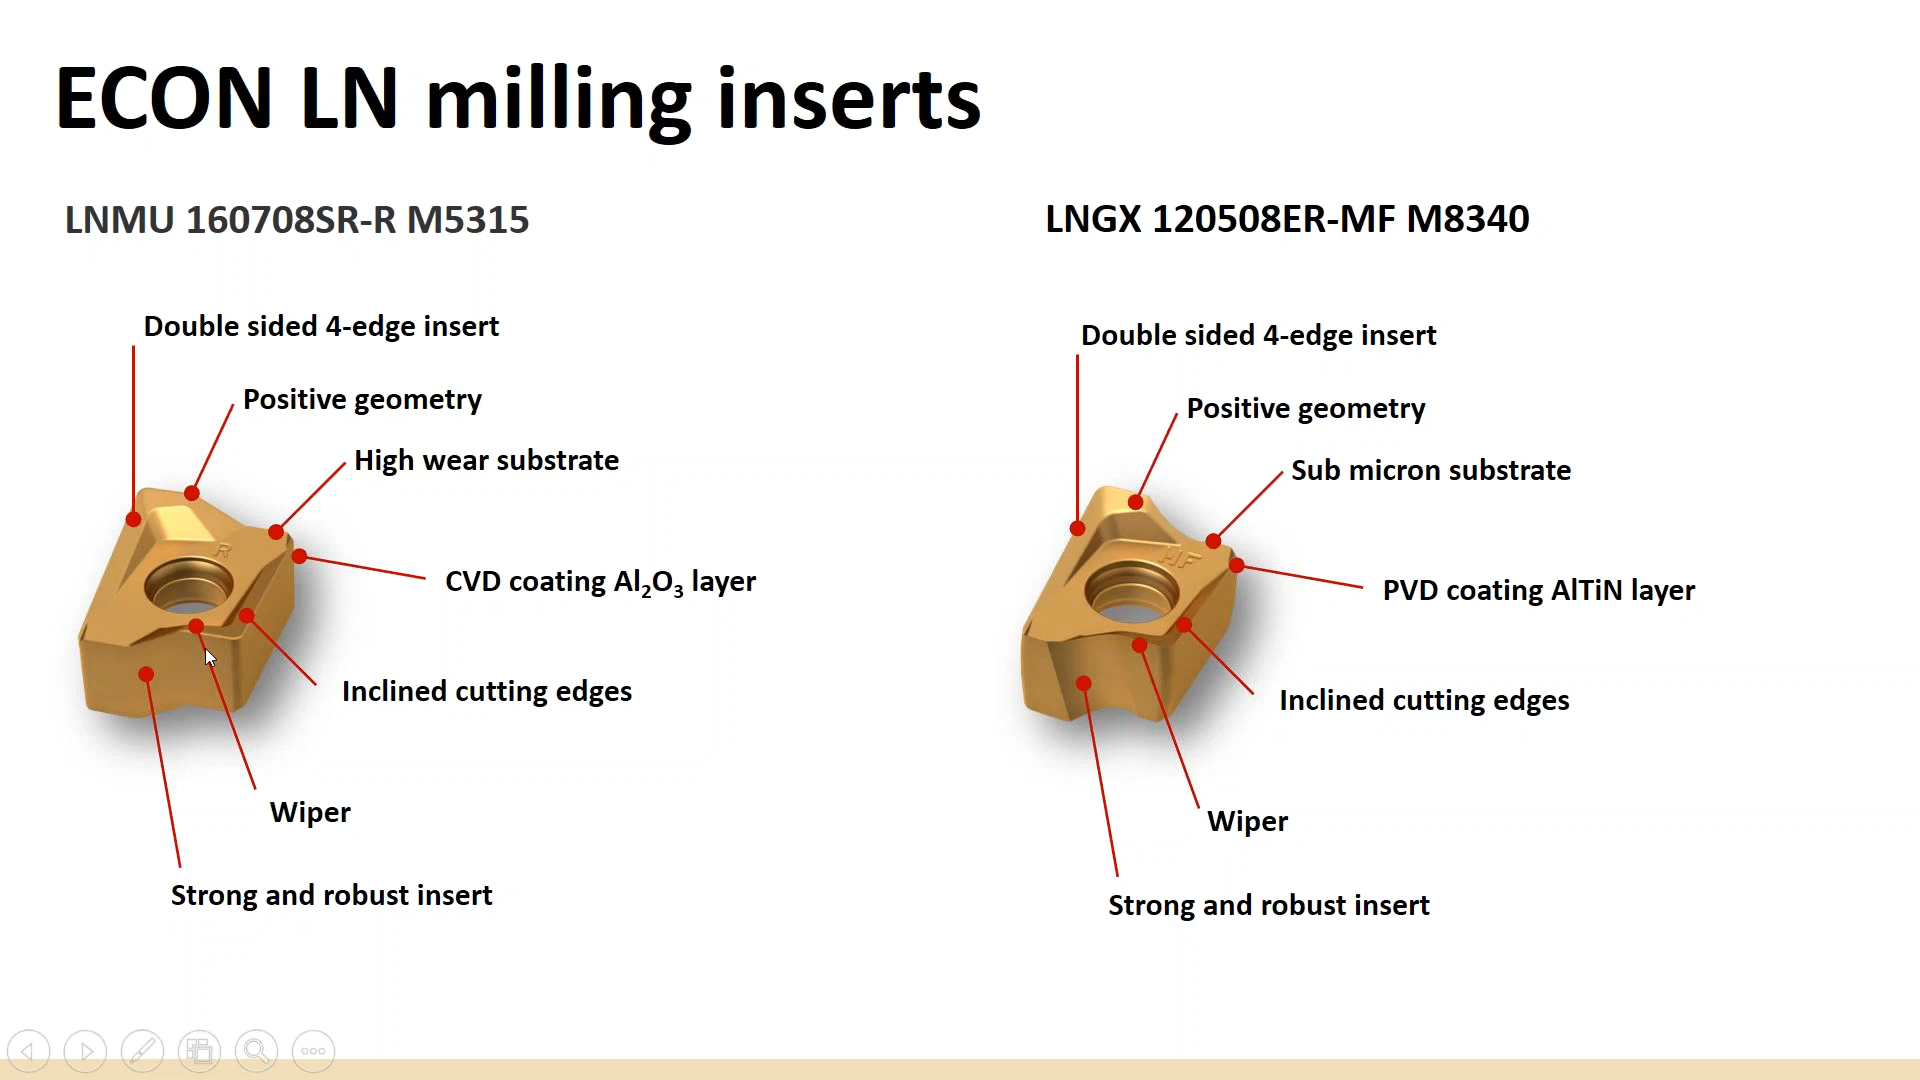 ECON LN milling inserts
LNMU 160708SR-R M5315
Double sided 4-edge insert
Positive geometry
High wear substrate
R
CVD coating Al₂O₃ layer
Inclined cutting edges
Wiper
Strong and robust insert
LNGX 120508ER-MF M8340
Double sided 4-edge insert
Positive geometry
Sub micron substrate
MF
PVD coating AlTiN layer
Inclined cutting edges
Wiper
Strong and robust insert